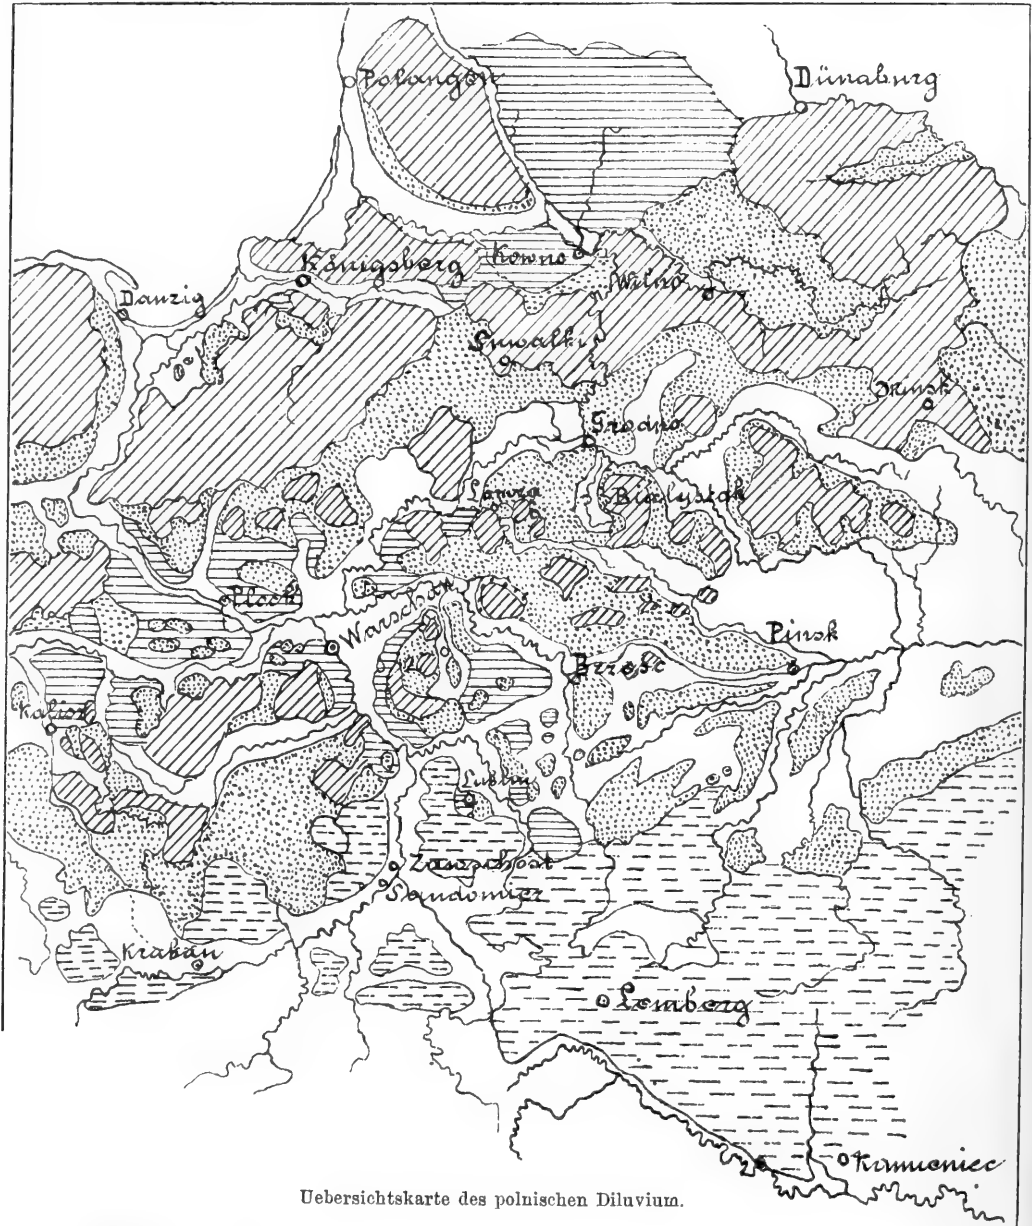 Polangen
Dünaburg
Königsberg
Kowno
Wilno
Danzig
Suwalki
Minsk
Grodno
Lomza
Bialystok
Plock
Warschau
Pinsk
Brzesc
Kalisz
Lublin
Zawichost
Sandomierz
Krakau
Lemberg
Kamieniec
Uebersichtskarte des polnischen Diluvium.